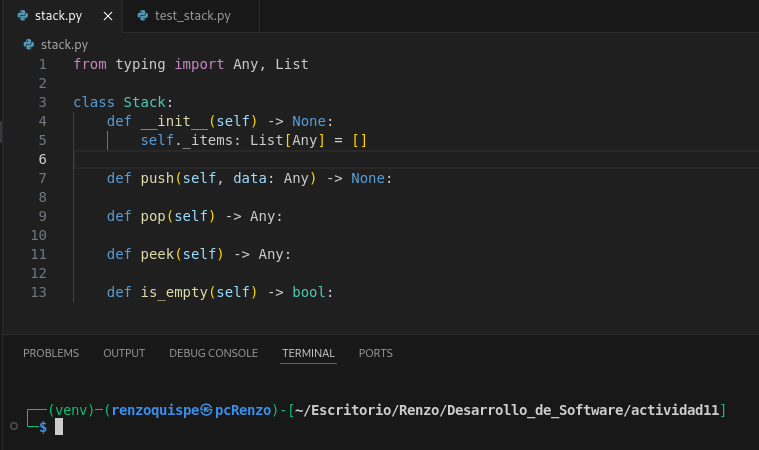 stack.py × test_stack.py
stack.py
1 from typing import Any, List
2
3 class Stack:
4     def __init__(self) -> None:
5         self._items: List[Any] = []
6
7     def push(self, data: Any) -> None:
8
9     def pop(self) -> Any:
10
11     def peek(self) -> Any:
12
13     def is_empty(self) -> bool:
PROBLEMS OUTPUT DEBUG CONSOLE TERMINAL PORTS
┌──(venv)─(renzoquispe㉿pcRenzo)-[~/Escritorio/Renzo/Desarrollo_de_Software/actividad11]
└─$